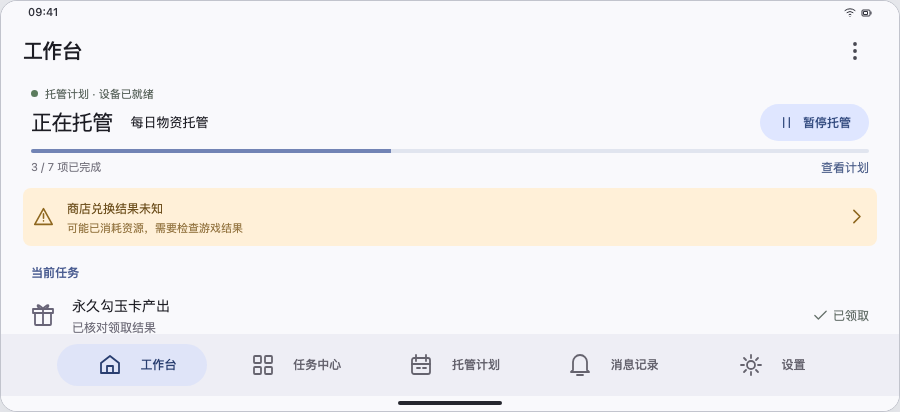 09:41
工作台
托管计划 · 设备已就绪
正在托管 每日物资托管
暂停托管
3 / 7 项已完成
查看计划
商店兑换结果未知
可能已消耗资源，需要检查游戏结果
当前任务
永久勾玉卡产出
已核对领取结果
已领取
工作台 任务中心 托管计划 消息记录 设置